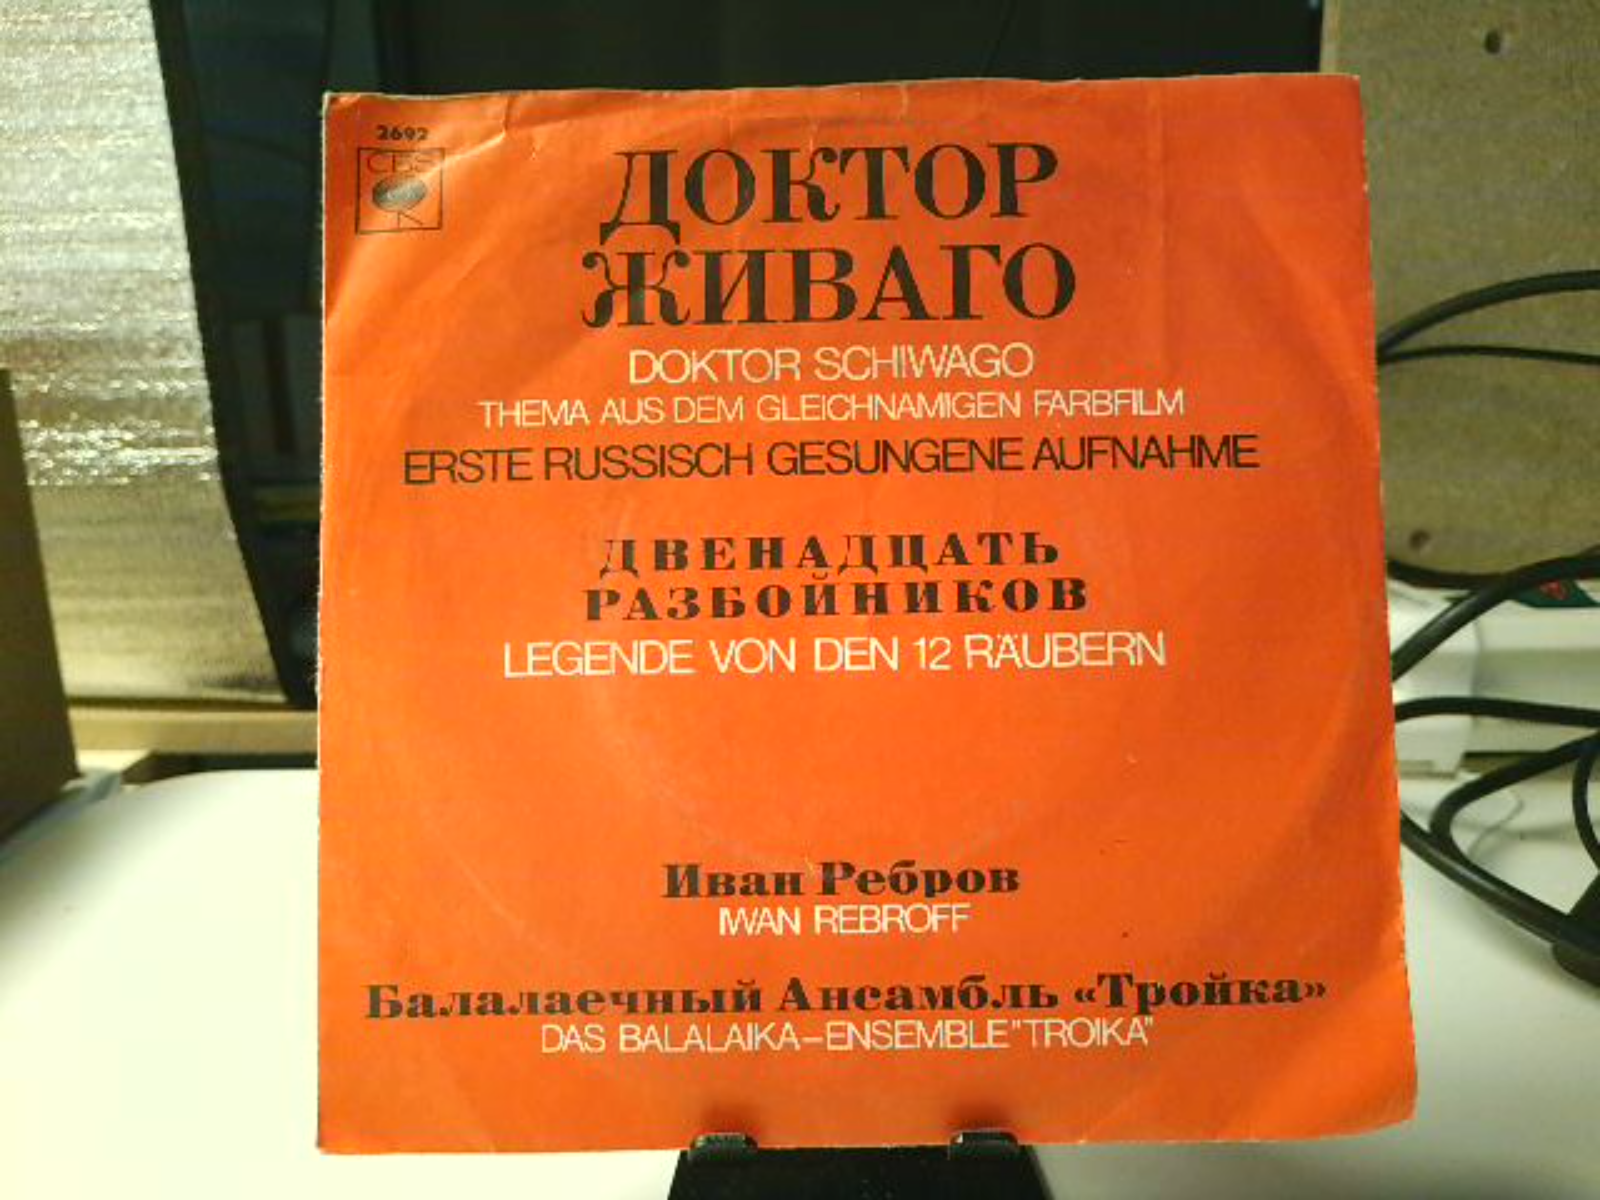 2692
CBS
ДОКТОР
ЖИВАГО
DOKTOR SCHIWAGO
THEMA AUS DEM GLEICHNAMIGEN FARBFILM
ERSTE RUSSISCH GESUNGENE AUFNAHME
ДВЕНАДЦАТЬ
РАЗБОЙНИКОВ
LEGENDE VON DEN 12 RÄUBERN
Иван Ребров
IWAN REBROFF
Балалаечный Ансамбль «Тройка»
DAS BALALAIKA–ENSEMBLE"TROIKA"